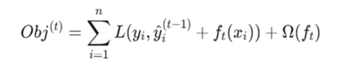 $Obj^{(t)} = \sum_{i=1}^{n} L(y_i, \hat{y}_i^{(t-1)} + f_t(x_i)) + \Omega(f_t)$